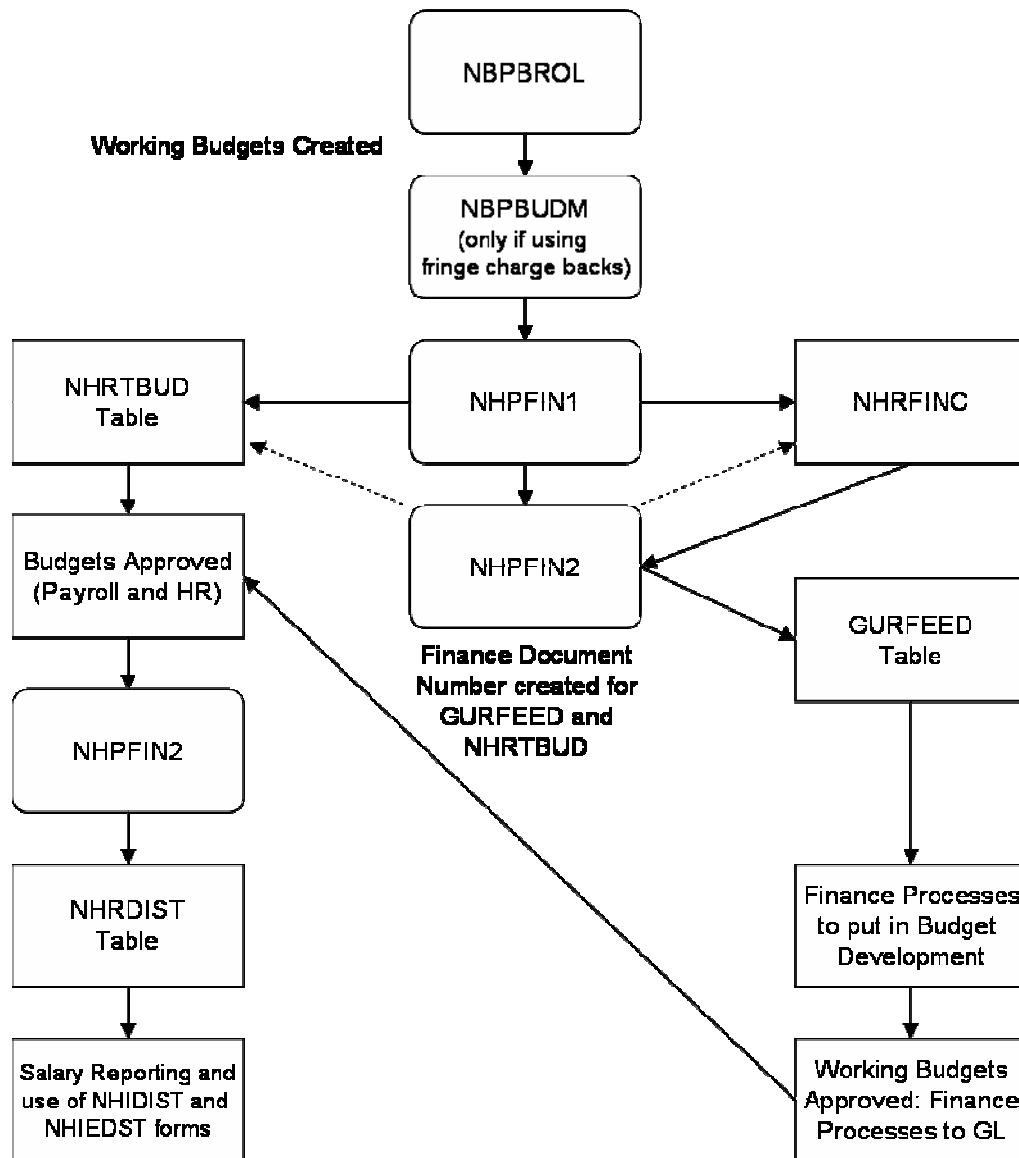 NBPBROL
Working Budgets Created
NBPBUDM
(only if using
fringe charge backs)
NHRTBUD
Table
NHPFIN1
NHRFINC
Budgets Approved
(Payroll and HR)
NHPFIN2
GURFEED
Table
Finance Document
Number created for
GURFEED and
NHRTBUD
NHPFIN2
NHRDIST
Table
Finance Processes
to put in Budget
Development
Salary Reporting and
use of NHIDIST and
NHIEDST forms
Working Budgets
Approved: Finance
Processes to GL